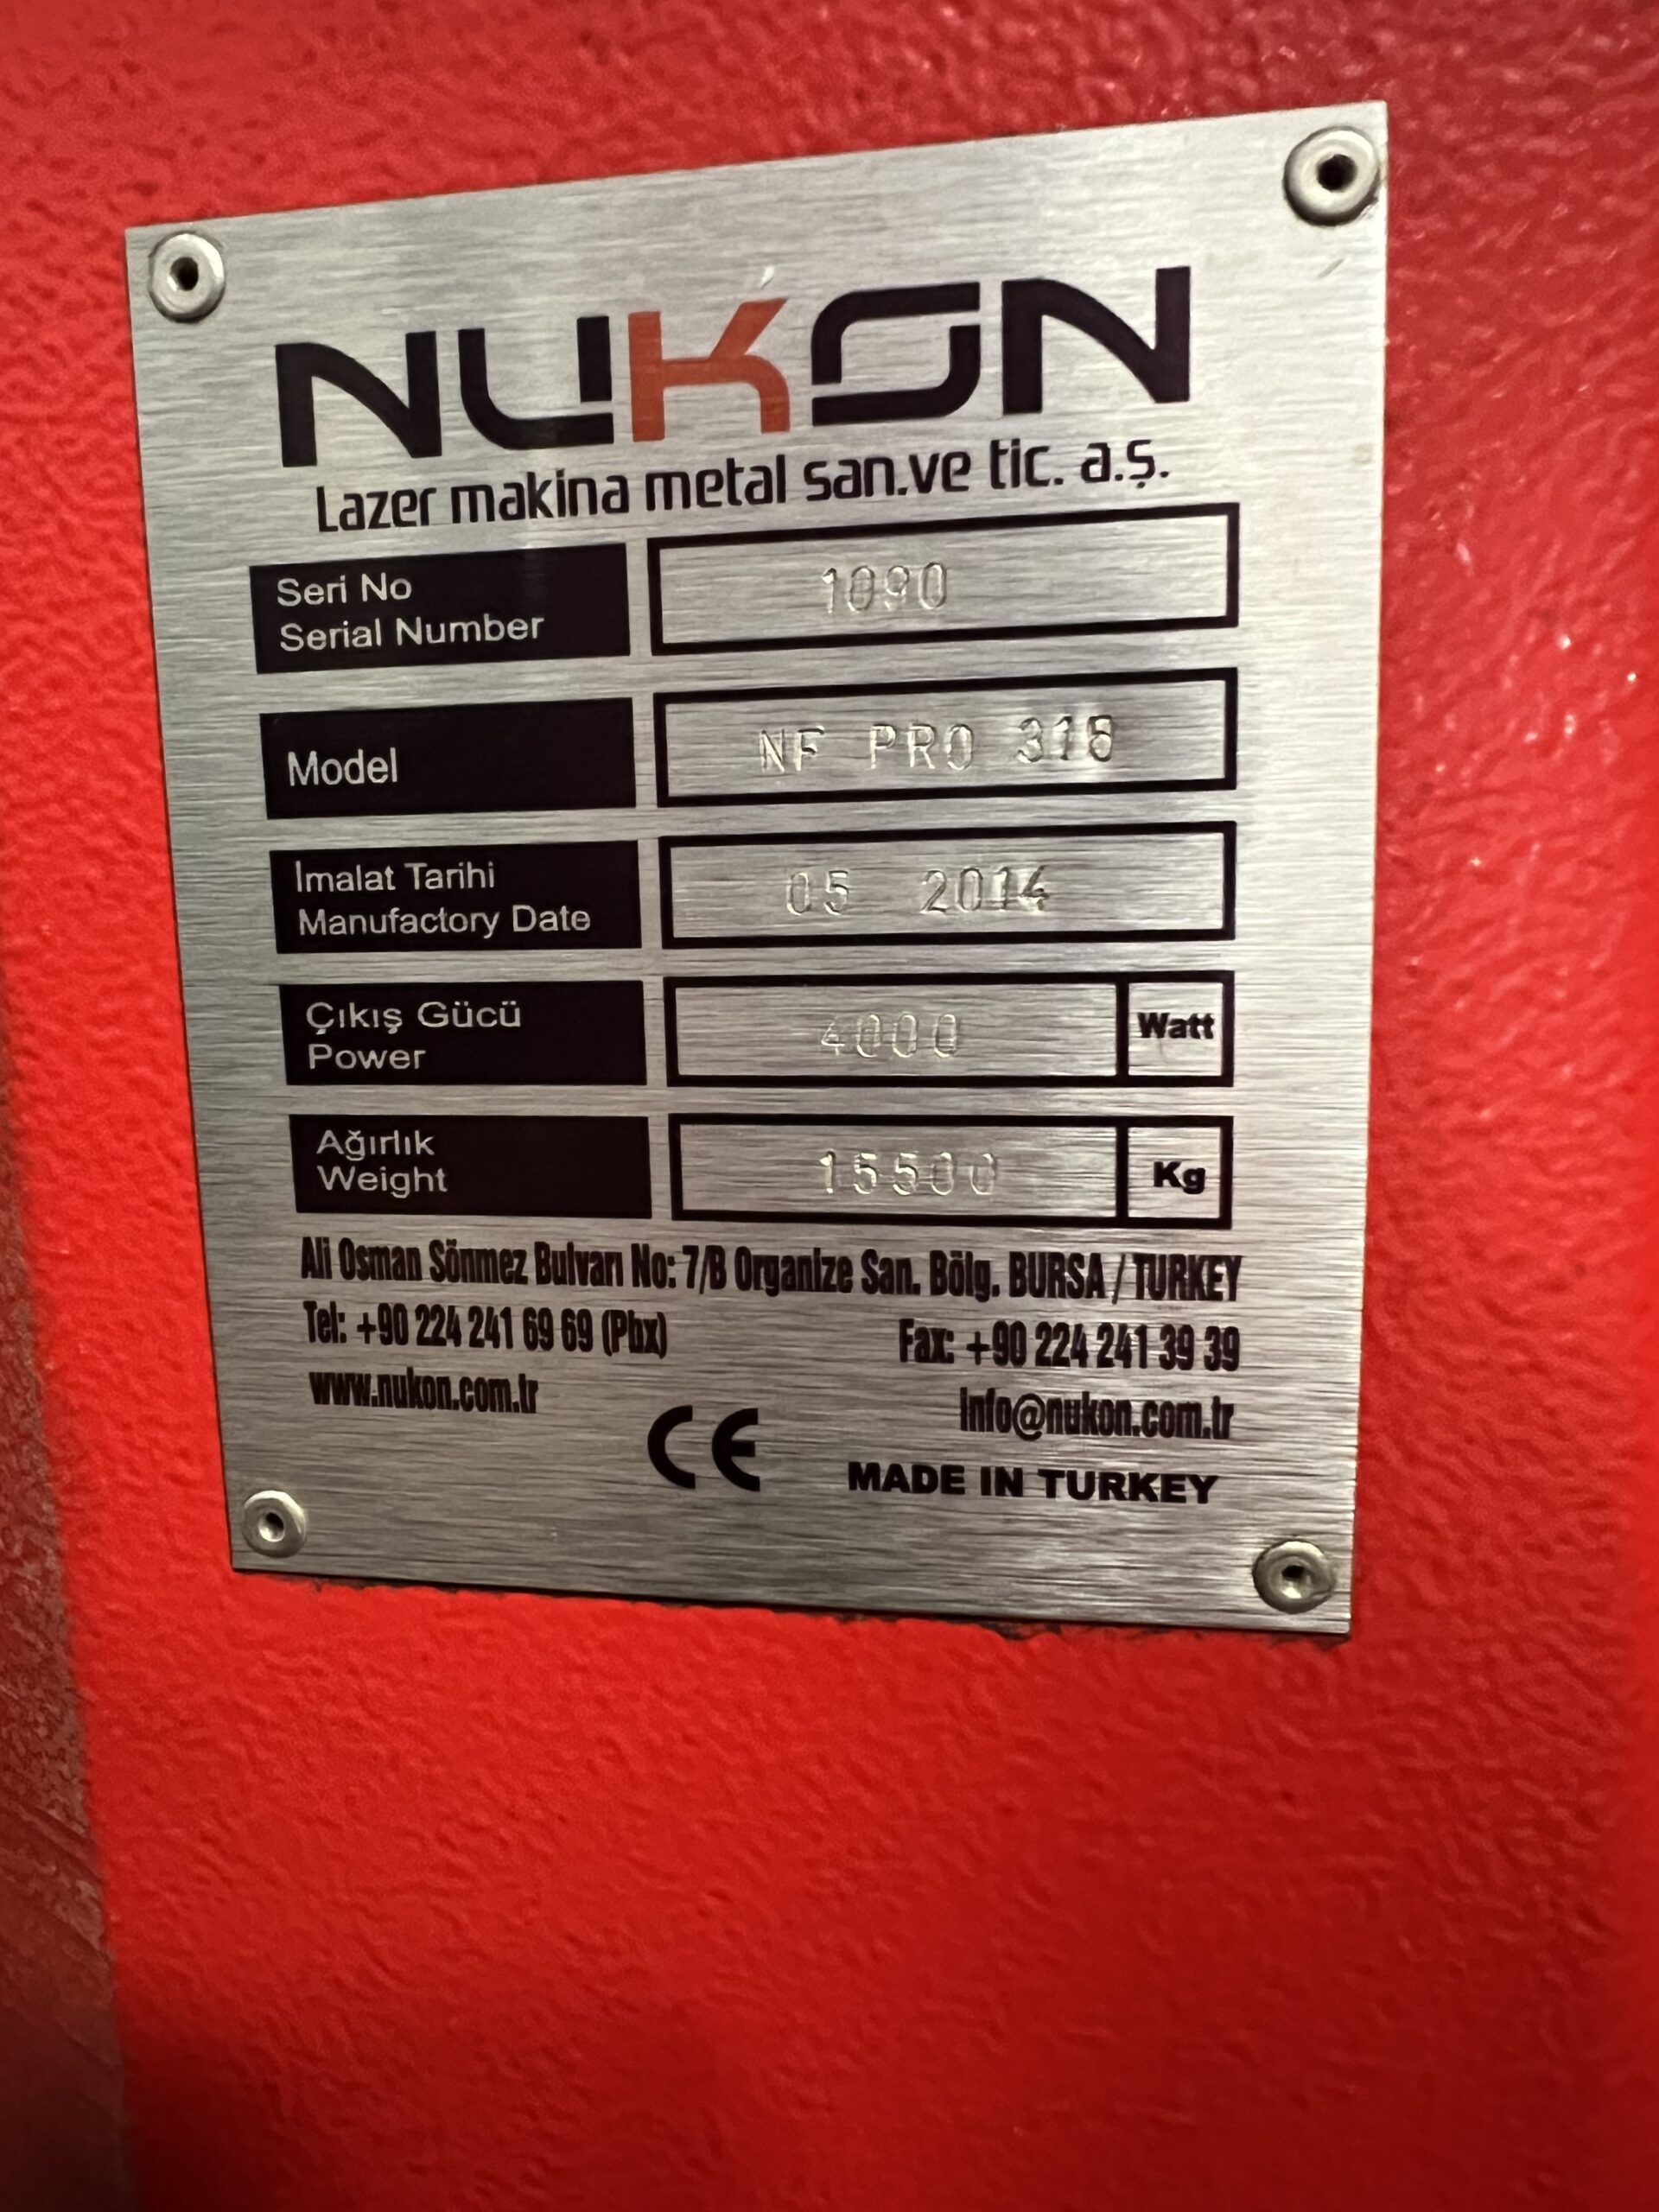 NUKON
Lazer makina metal san.ve tic. a.ş.
Seri No
Serial Number
1090
Model
NF PRO 315
İmalat Tarihi
Manufactory Date
05 2014
Çıkış Gücü
Power
4000
Watt
Ağırlık
Weight
15500
Kg
Ali Osman Sönmez Bulvarı No: 7/B Organize San. Bölg. BURSA / TURKEY
Tel: +90 224 241 69 69 (Pbx) Fax: +90 224 241 39 39
www.nukon.com.tr info@nukon.com.tr
CE MADE IN TURKEY